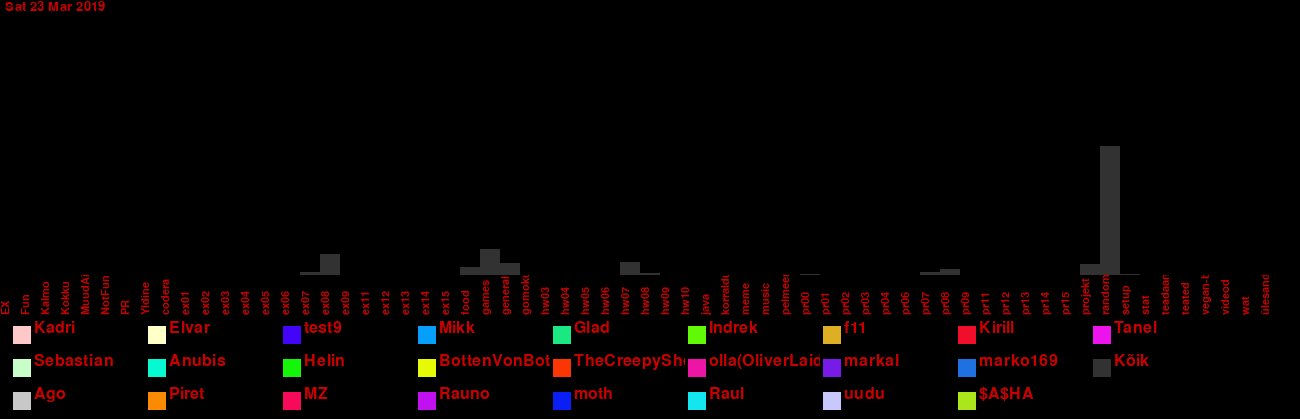 Sat 23 Mar 2019
EX
Fun
Kalmo
Kokku
MuudAi
NotFun
PR
Yldine
codera
ex01
ex02
ex03
ex04
ex05
ex06
ex07
ex08
ex09
ex11
ex12
ex13
ex14
ex15
food
games
general
gomoku
hw03
hw04
hw05
hw06
hw07
hw08
hw09
hw10
java
korraldu
meme
music
pelmeen
pr00
pr01
pr02
pr03
pr04
pr06
pr07
pr08
pr09
pr11
pr12
pr13
pr14
pr15
projekt
random
setup
stat
teadaan
teated
vegan-t
videod
wat
ülesand
Kadri Elvar test9 Mikk Glad Indrek f11 Kirill Tanel
Sebastian Anubis Helin BottenVonBot TheCreepyShe olla(OliverLaid markal marko169 Kõik
Ago Piret MZ Rauno moth Raul uudu $A$HA